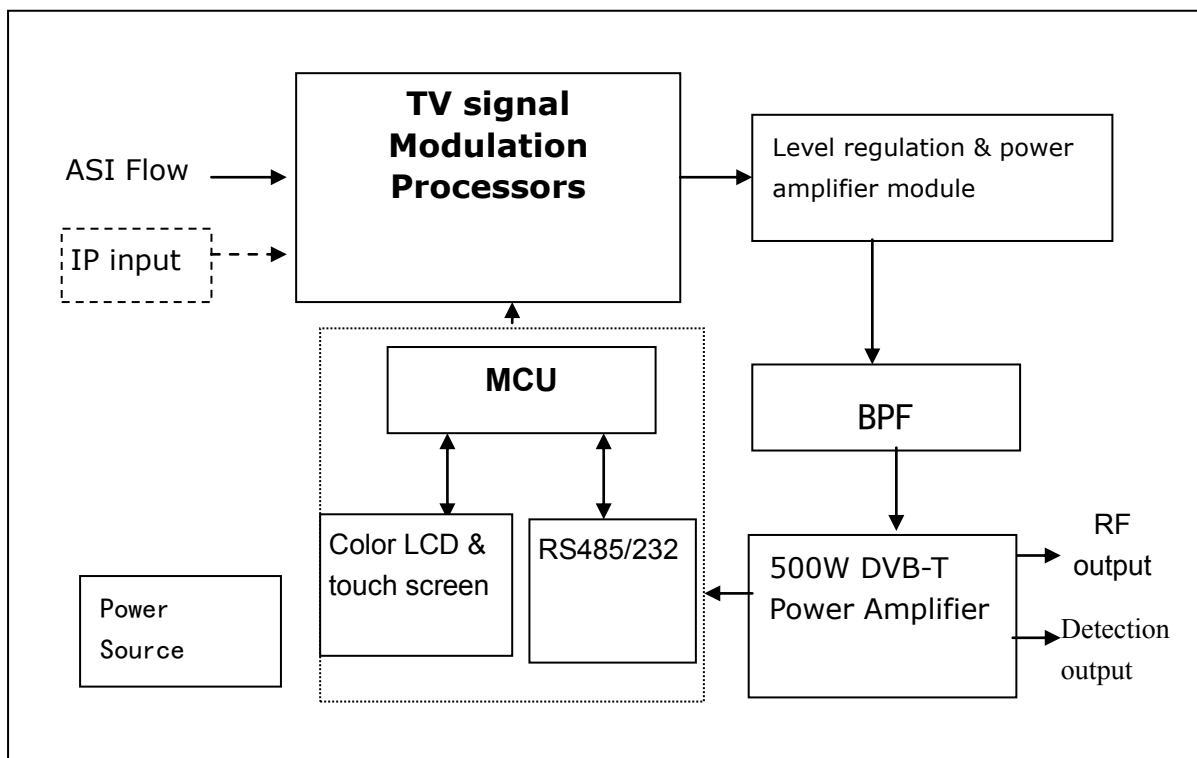 TV signal
Modulation
Processors
ASI Flow
IP input
Level regulation & power
amplifier module
MCU
BPF
Color LCD &
touch screen
RS485/232
500W DVB-T
Power Amplifier
RF
output
Detection
output
Power
Source